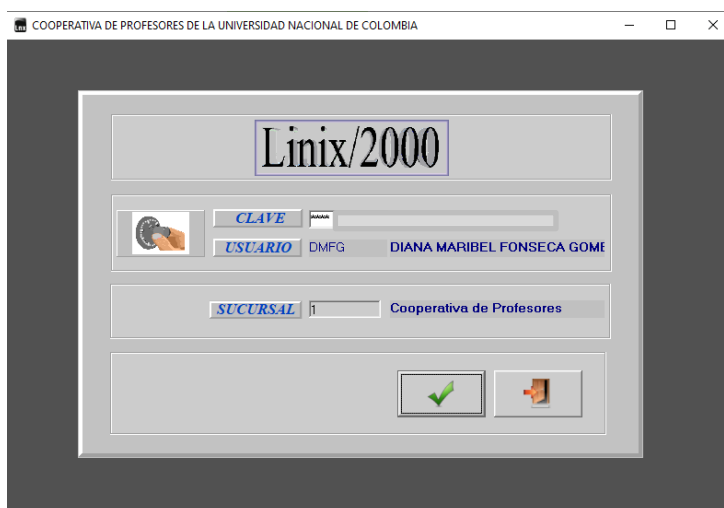 COOPERATIVA DE PROFESORES DE LA UNIVERSIDAD NACIONAL DE COLOMBIA
Linix/2000
CLAVE ****
USUARIO DMFG DIANA MARIBEL FONSECA GOME
SUCURSAL 1 Cooperativa de Profesores